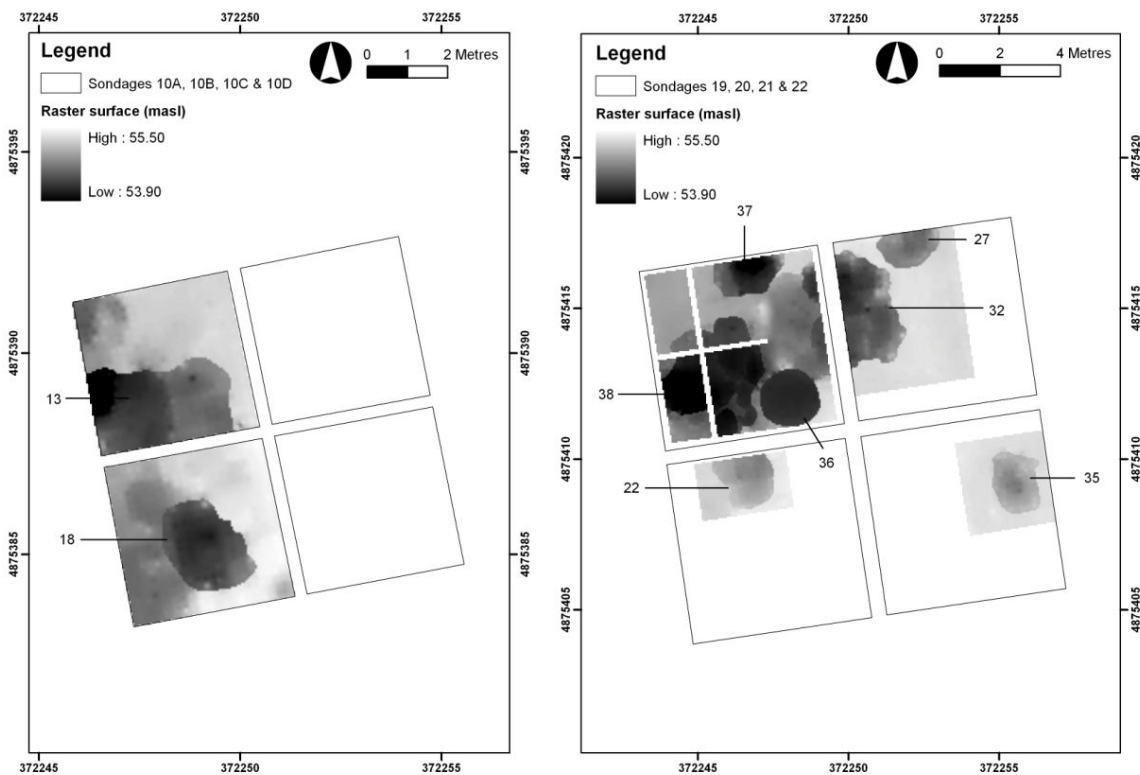 372245 372250 372255
Legend
0 1 2 Metres
Sondages 10A, 10B, 10C & 10D
Raster surface (masl)
High : 55.50
Low : 53.90
4875395 4875395
4875390 4875390
4875385 4875385
13
18
372245 372250 372255
372245 372250 372255
Legend
0 2 4 Metres
Sondages 19, 20, 21 & 22
Raster surface (masl)
High : 55.50
Low : 53.90
4875420 4875420
4875415 4875415
4875410 4875410
4875405 4875405
37
27
32
38
36
22
35
372245 372250 372255